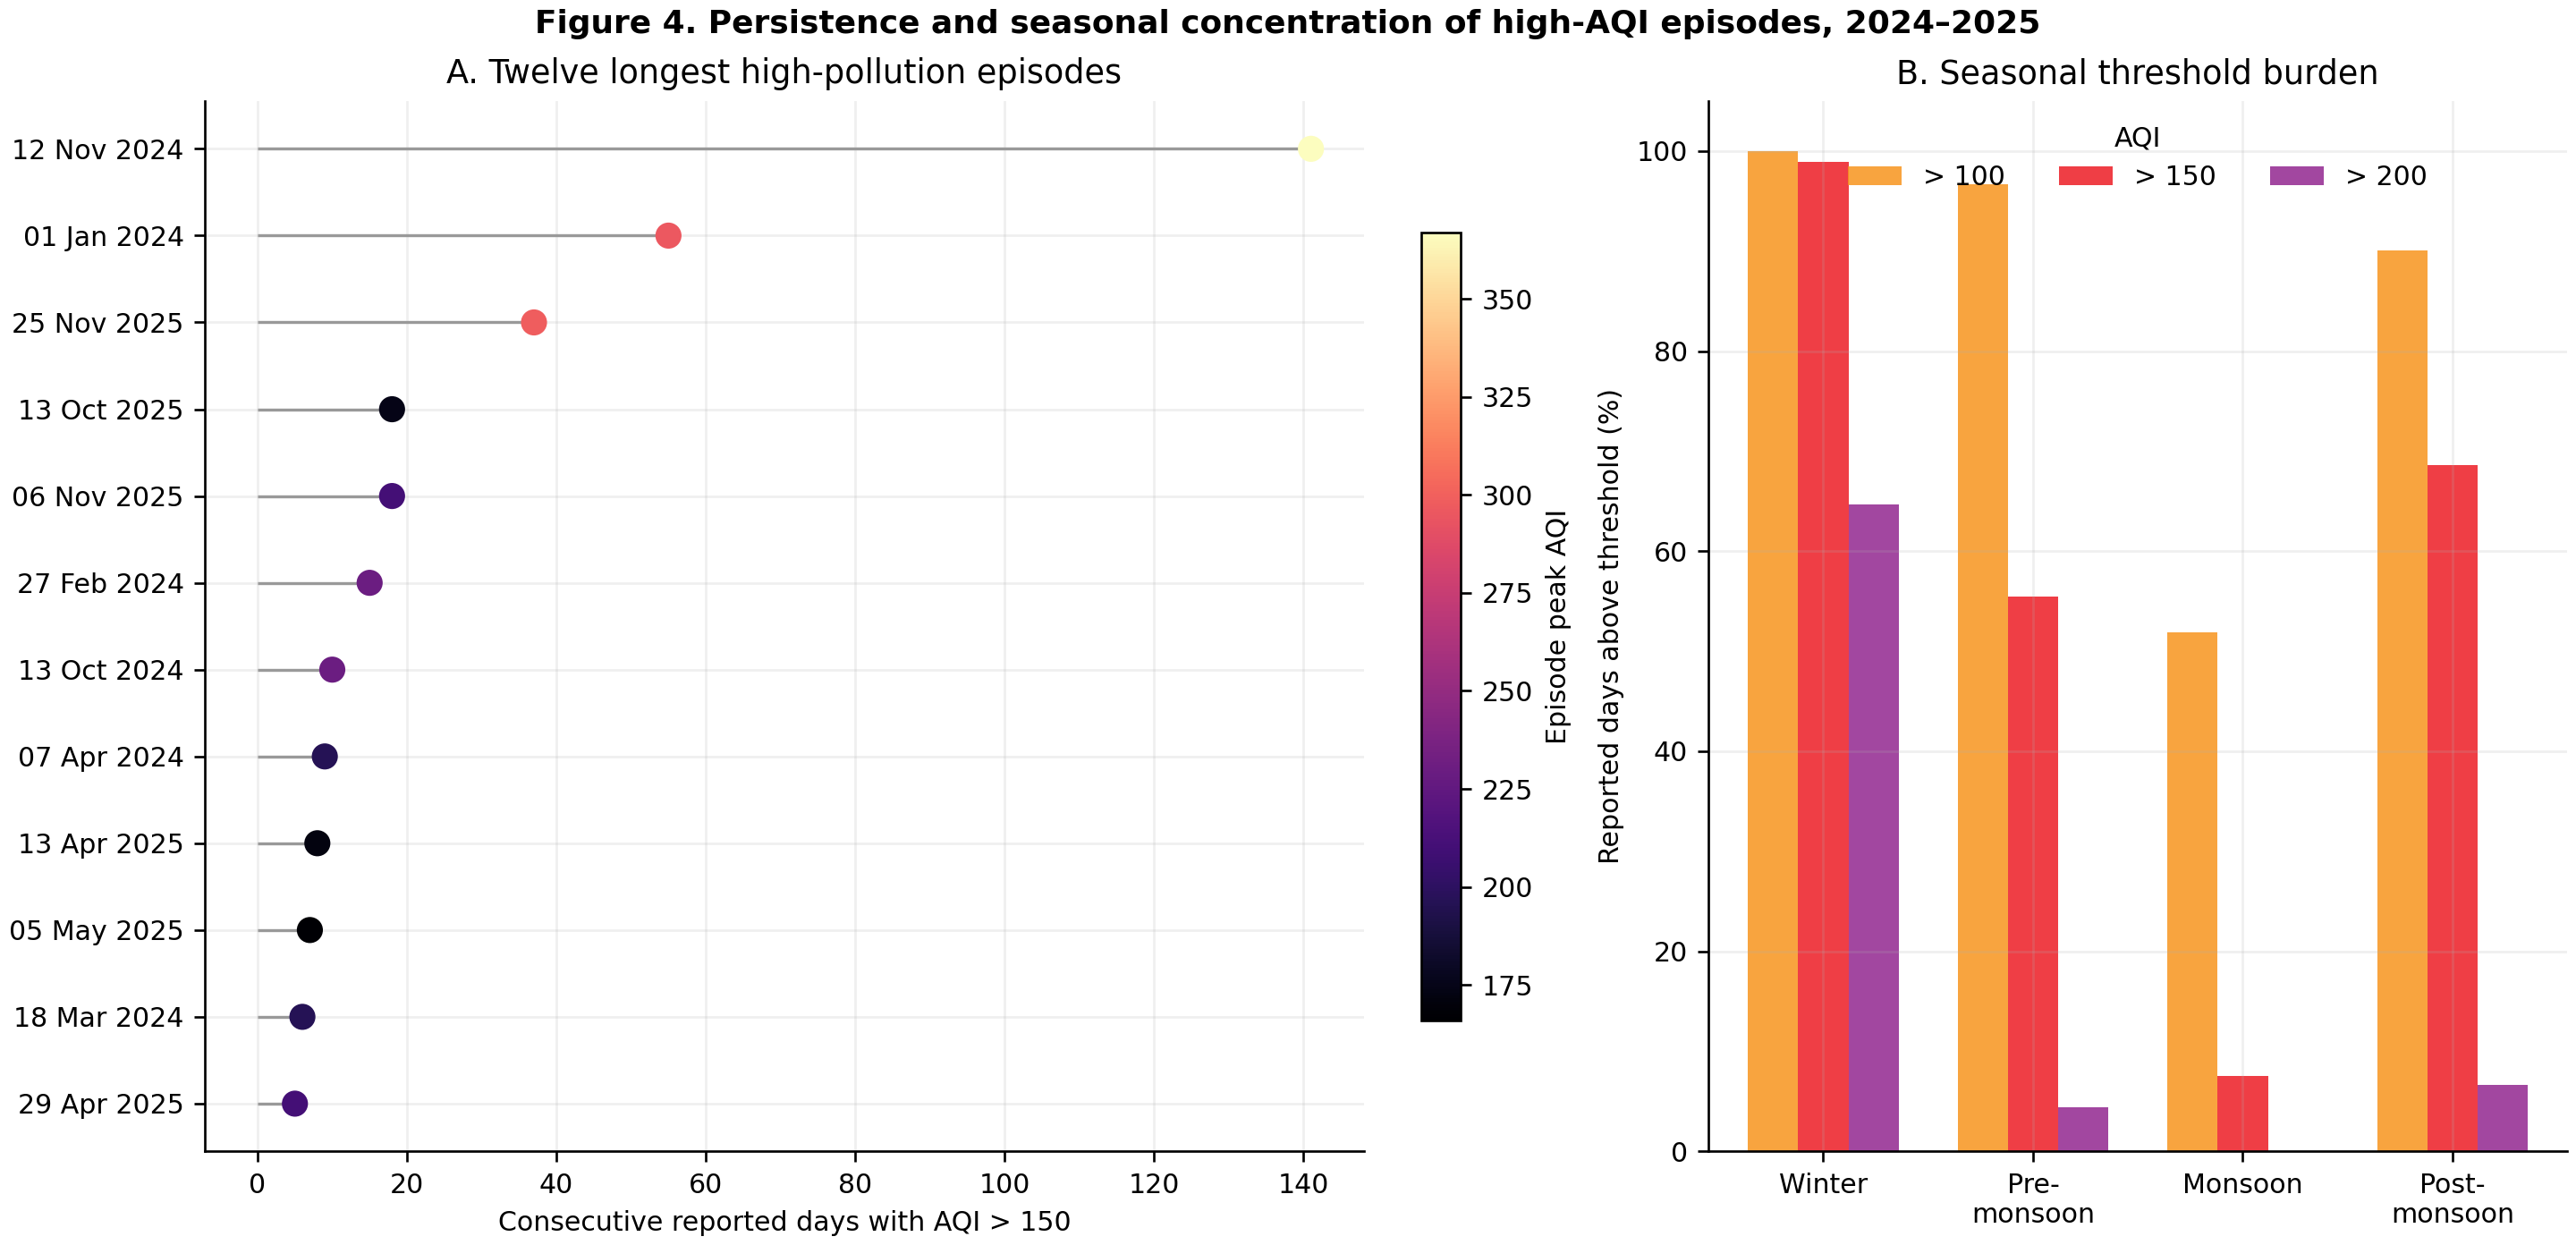 Figure 4. Persistence and seasonal concentration of high-AQI episodes, 2024–2025
A. Twelve longest high-pollution episodes
12 Nov 2024
01 Jan 2024
25 Nov 2025
13 Oct 2025
06 Nov 2025
27 Feb 2024
13 Oct 2024
07 Apr 2024
13 Apr 2025
05 May 2025
18 Mar 2024
29 Apr 2025
0 20 40 60 80 100 120 140
Consecutive reported days with AQI > 150
350
325
300
275
250
225
200
175
Episode peak AQI
B. Seasonal threshold burden
AQI
> 100 > 150 > 200
Reported days above threshold (%)
100
80
60
40
20
0
Winter Pre-monsoon Monsoon Post-monsoon